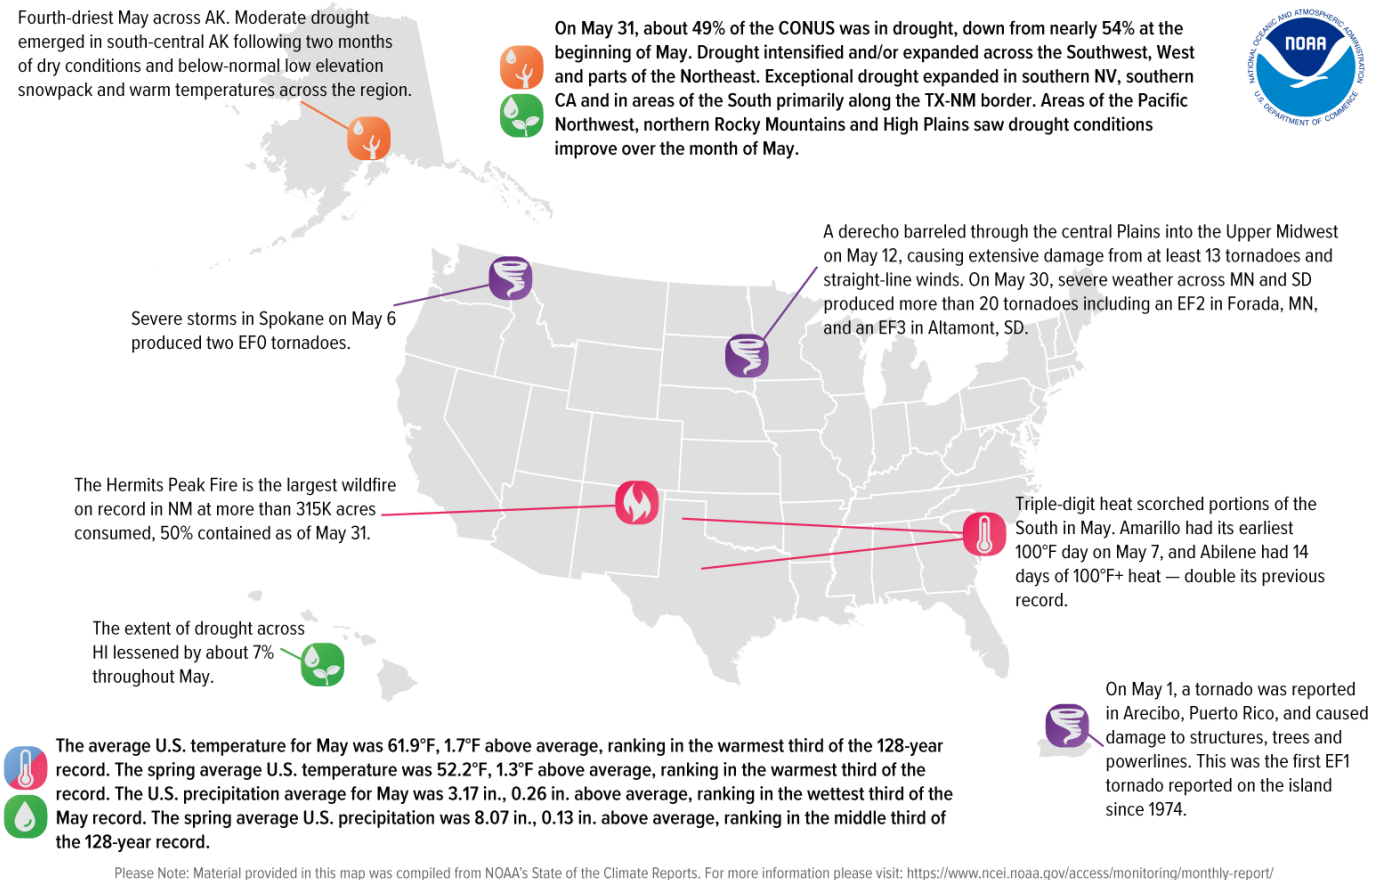 Fourth-driest May across AK. Moderate drought
emerged in south-central AK following two months
of dry conditions and below-normal low elevation
snowpack and warm temperatures across the region.
On May 31, about 49% of the CONUS was in drought, down from nearly 54% at the
beginning of May. Drought intensified and/or expanded across the Southwest, West
and parts of the Northeast. Exceptional drought expanded in southern NV, southern
CA and in areas of the South primarily along the TX-NM border. Areas of the Pacific
Northwest, northern Rocky Mountains and High Plains saw drought conditions
improve over the month of May.
NATIONAL OCEANIC AND ATMOSPHERIC ADMINISTRATION
NOAA
U.S. DEPARTMENT OF COMMERCE
A derecho barreled through the central Plains into the Upper Midwest
on May 12, causing extensive damage from at least 13 tornadoes and
straight-line winds. On May 30, severe weather across MN and SD
produced more than 20 tornadoes including an EF2 in Forada, MN,
and an EF3 in Altamont, SD.
Severe storms in Spokane on May 6
produced two EF0 tornadoes.
The Hermits Peak Fire is the largest wildfire
on record in NM at more than 315K acres
consumed, 50% contained as of May 31.
Triple-digit heat scorched portions of the
South in May. Amarillo had its earliest
100°F day on May 7, and Abilene had 14
days of 100°F+ heat — double its previous
record.
The extent of drought across
HI lessened by about 7%
throughout May.
On May 1, a tornado was reported
in Arecibo, Puerto Rico, and caused
damage to structures, trees and
powerlines. This was the first EF1
tornado reported on the island
since 1974.
The average U.S. temperature for May was 61.9°F, 1.7°F above average, ranking in the warmest third of the 128-year
record. The spring average U.S. temperature was 52.2°F, 1.3°F above average, ranking in the warmest third of the
record. The U.S. precipitation average for May was 3.17 in., 0.26 in. above average, ranking in the wettest third of the
May record. The spring average U.S. precipitation was 8.07 in., 0.13 in. above average, ranking in the middle third of
the 128-year record.
Please Note: Material provided in this map was compiled from NOAA's State of the Climate Reports. For more information please visit: https://www.ncei.noaa.gov/access/monitoring/monthly-report/